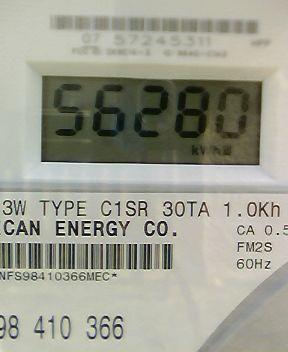 07 57245311
56280
kWh
3W TYPE C1SR 30TA 1.0Kh
ICAN ENERGY CO.
CA 0.5
FM2S
60Hz
NFS98410366MEC*
98 410 366